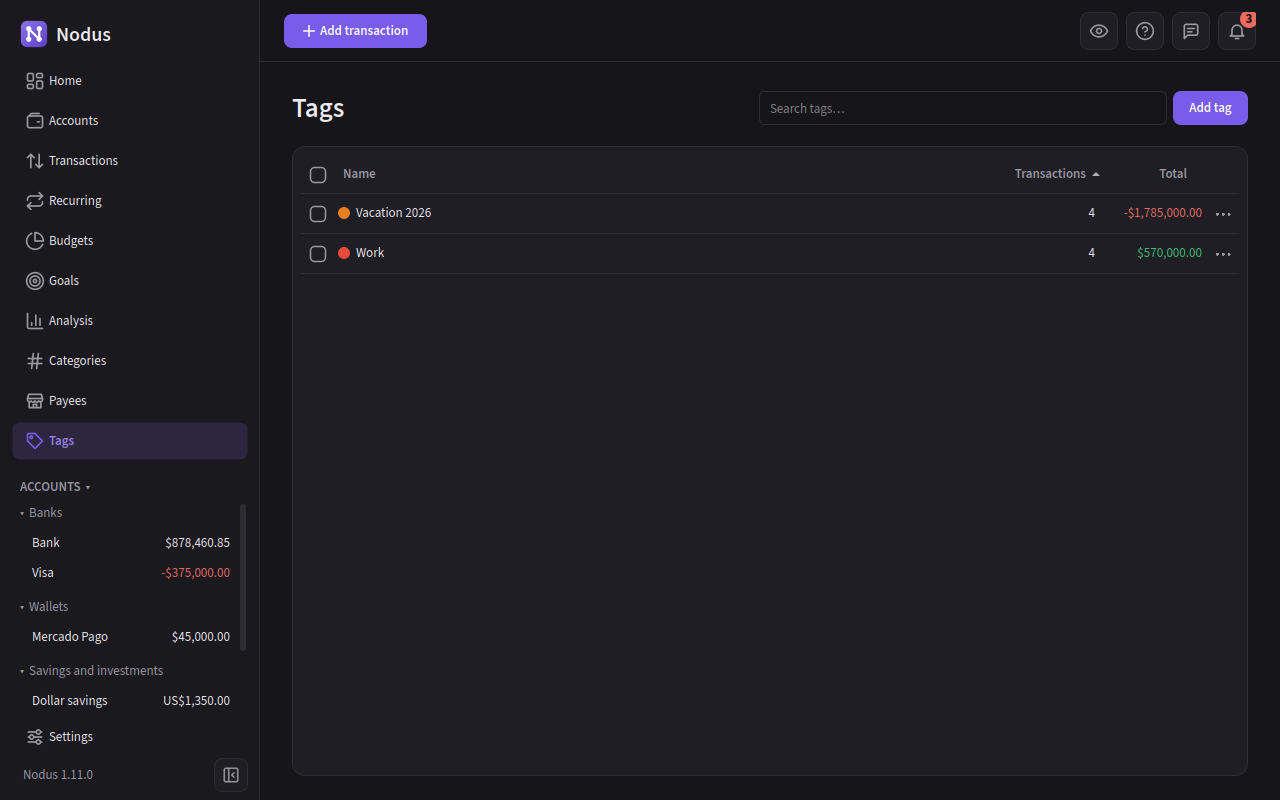 Nodus
Add transaction
3
Home
Accounts
Transactions
Recurring
Budgets
Goals
Analysis
Categories
Payees
Tags
ACCOUNTS
Banks
Bank $878,460.85
Visa -$375,000.00
Wallets
Mercado Pago $45,000.00
Savings and investments
Dollar savings US$1,350.00
Settings
Nodus 1.11.0
Tags
Search tags…
Add tag
Name Transactions Total
Vacation 2026 4 -$1,785,000.00
Work 4 $570,000.00